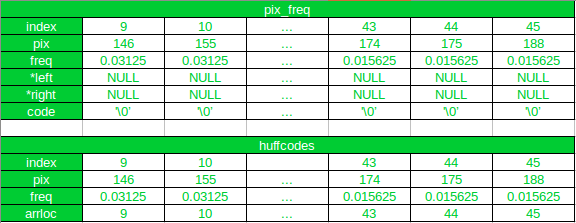 pix_freq
index 9 10 ... 43 44 45
pix 146 155 ... 174 175 188
freq 0.03125 0.03125 ... 0.015625 0.015625 0.015625
*left NULL NULL ... NULL NULL NULL
*right NULL NULL ... NULL NULL NULL
code '\0' '\0' ... '\0' '\0' '\0'
huffcodes
index 9 10 ... 43 44 45
pix 146 155 ... 174 175 188
freq 0.03125 0.03125 ... 0.015625 0.015625 0.015625
arrloc 9 10 ... 43 44 45